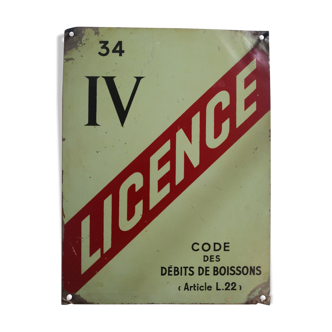 34
IV
LICENCE
CODE
DES
DÉBITS DE BOISSONS
(Article L.22)